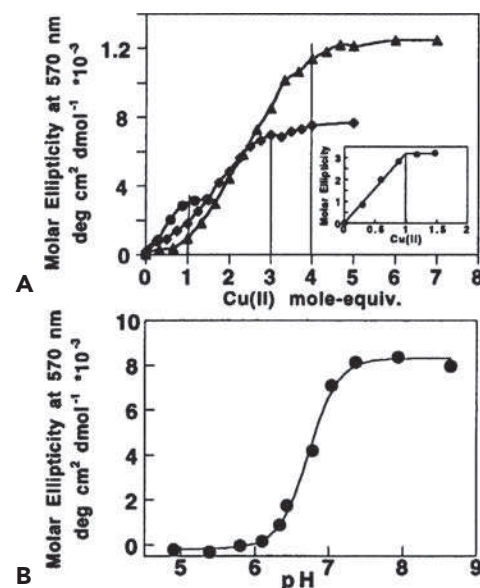 Molar Ellipticity at 570 nm
deg cm² dmol⁻¹ *10⁻³
1.2
8
4
0
0 1 2 3 4 5 6 7 8
Cu(II) mole-equiv.
Molar Ellipticity
3
2
1
0
0 0.5 1 1.5 2
Cu(II)
A
Molar Ellipticity at 570 nm
deg cm² dmol⁻¹ *10⁻³
10
8
6
4
2
0
5 6 7 8 9
pH
B